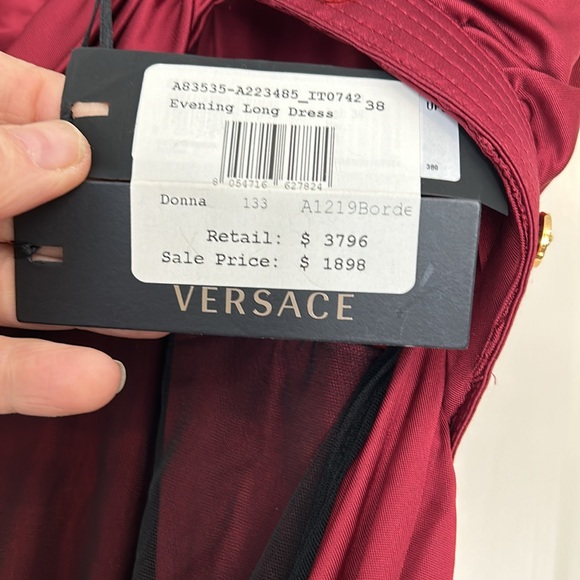 A83535-A223485_IT0742 38
Evening Long Dress
8 054716 627824
Donna 133 A1219Borde
Retail: $ 3796
Sale Price: $ 1898
VERSACE